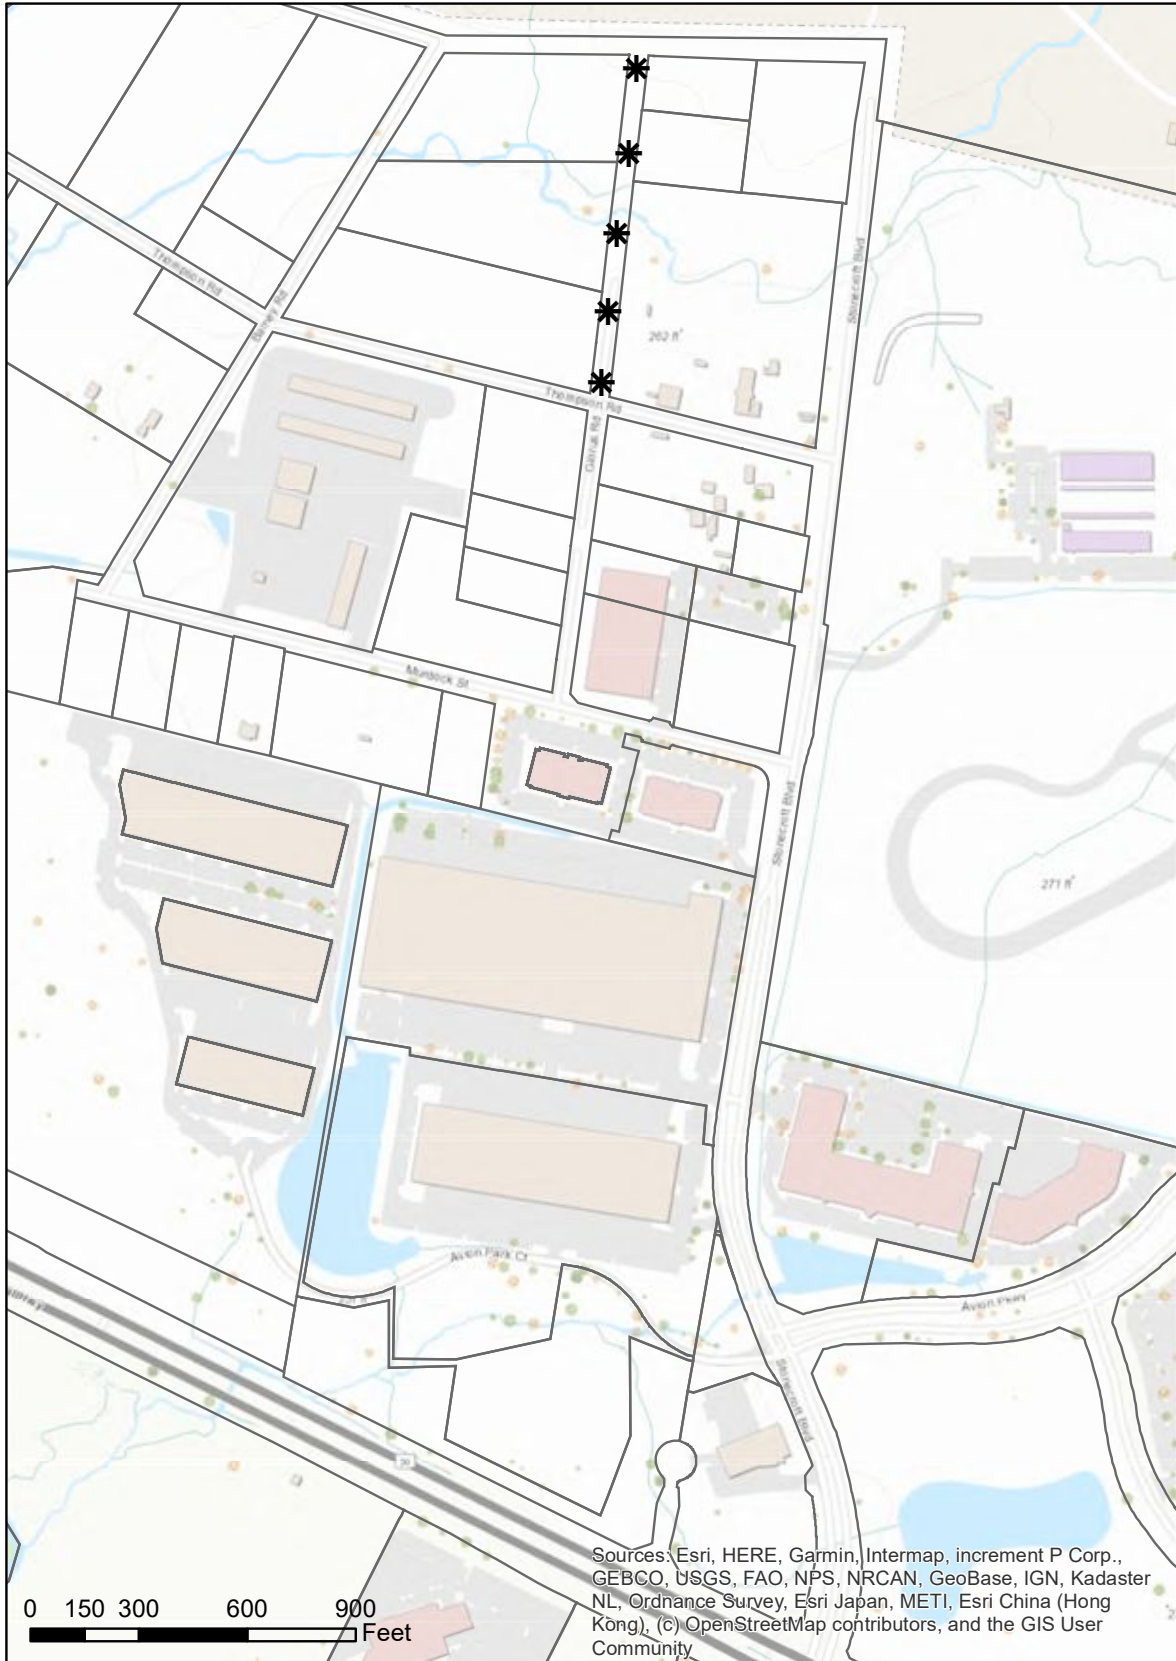 Thompson Rd
Barney Rd
Stonecroft Blvd
262 ft
Thompson Rd
Murdock St
Stonecroft Blvd
271 ft
Avion Park Ct
Avion Pkwy
Stonecroft Blvd
50
0 150 300 600 900
Feet
Sources: Esri, HERE, Garmin, Intermap, increment P Corp.,
GEBCO, USGS, FAO, NPS, NRCAN, GeoBase, IGN, Kadaster
NL, Ordnance Survey, Esri Japan, METI, Esri China (Hong
Kong), (c) OpenStreetMap contributors, and the GIS User
Community